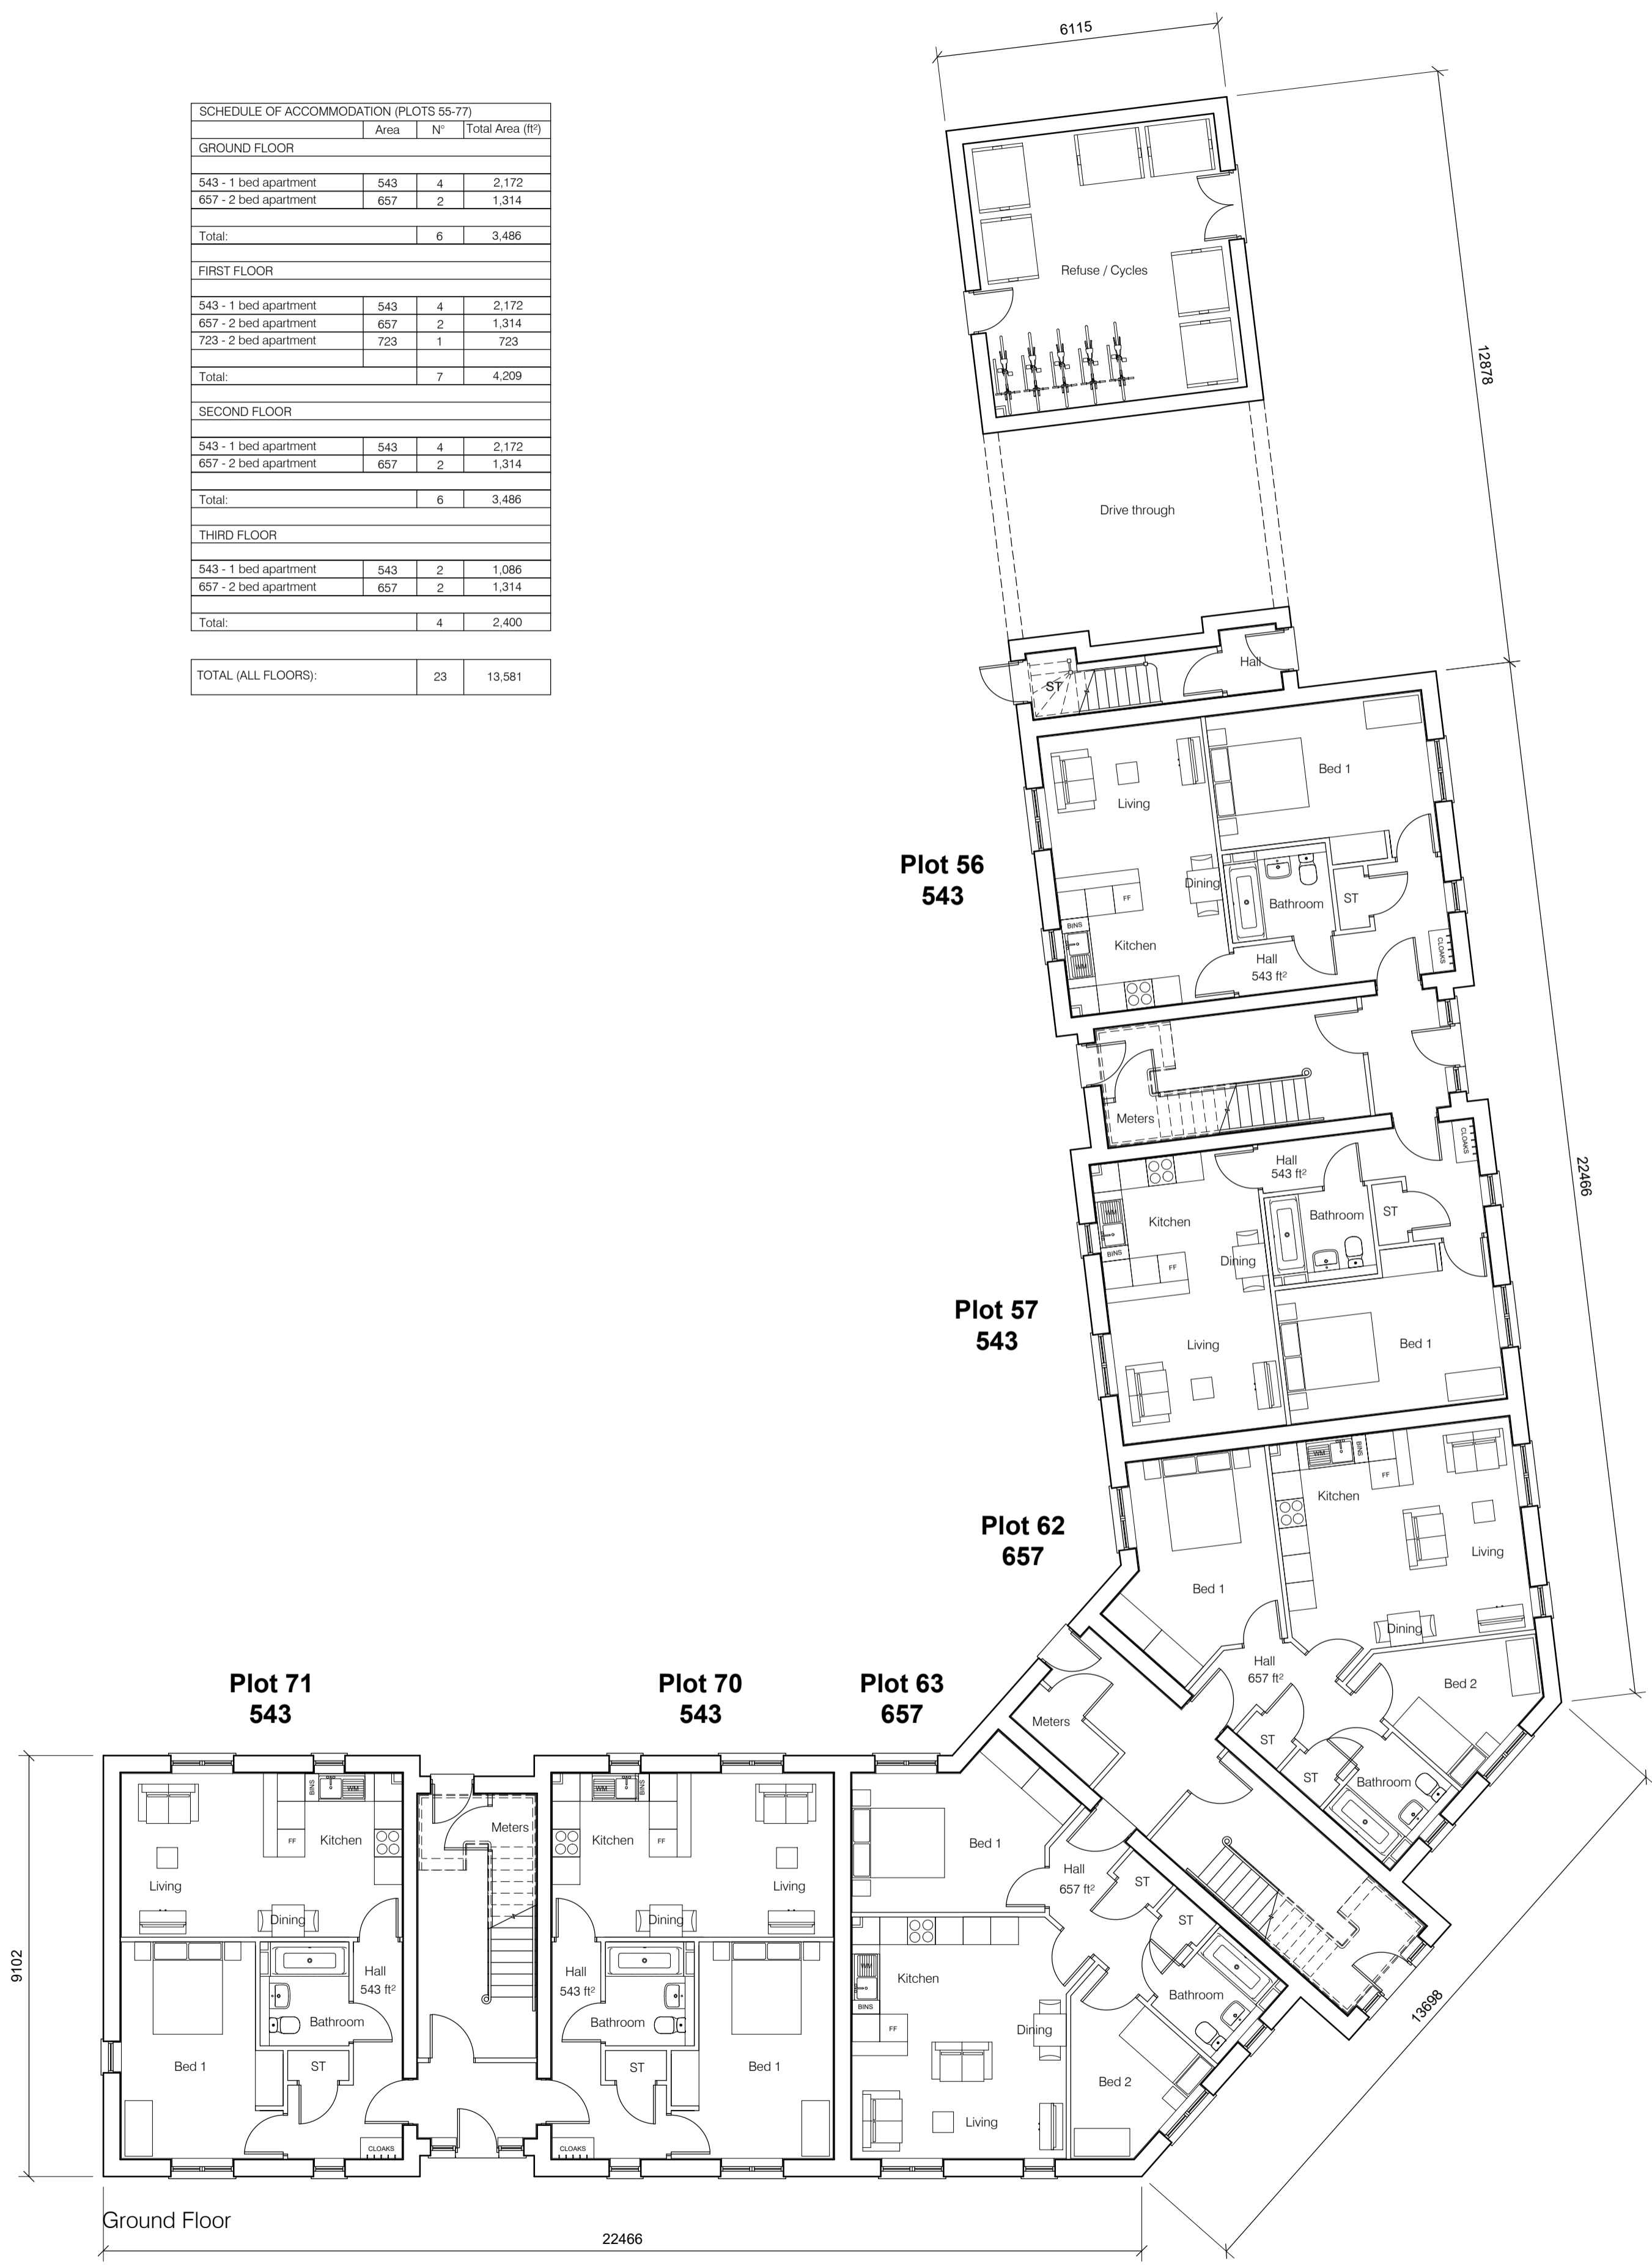 SCHEDULE OF ACCOMMODATION (PLOTS 55-77)
Area N° Total Area (ft²)
GROUND FLOOR
543 - 1 bed apartment 543 4 2,172
657 - 2 bed apartment 657 2 1,314
Total: 6 3,486
FIRST FLOOR
543 - 1 bed apartment 543 4 2,172
657 - 2 bed apartment 657 2 1,314
723 - 2 bed apartment 723 1 723
Total: 7 4,209
SECOND FLOOR
543 - 1 bed apartment 543 4 2,172
657 - 2 bed apartment 657 2 1,314
Total: 6 3,486
THIRD FLOOR
543 - 1 bed apartment 543 2 1,086
657 - 2 bed apartment 657 2 1,314
Total: 4 2,400
TOTAL (ALL FLOORS): 23 13,581
6115
Refuse / Cycles
12878
Drive through
Hall
ST
Plot 56
543
Bed 1
Living
Dining
FF
Bathroom
ST
BINS
Kitchen
WM
Hall
543 ft²
CLOAKS
Meters
22466
Plot 57
543
CLOAKS
Hall
543 ft²
WM
Kitchen
Bathroom
ST
BINS
FF
Dining
Living
Bed 1
Plot 62
657
WM
BINS
FF
Kitchen
Living
Bed 1
Dining
Hall
657 ft²
Bed 2
ST
ST
Bathroom
Meters
13698
Plot 71
543
BINS
WM
FF
Kitchen
Living
Dining
Hall
543 ft²
Bathroom
Bed 1
ST
CLOAKS
Meters
Plot 70
543
WM
BINS
Kitchen
FF
Living
Dining
Hall
543 ft²
Bathroom
ST
Bed 1
CLOAKS
Plot 63
657
Bed 1
Hall
657 ft²
ST
ST
WM
Kitchen
BINS
FF
Dining
Bathroom
Bed 2
Living
9102
Ground Floor
22466